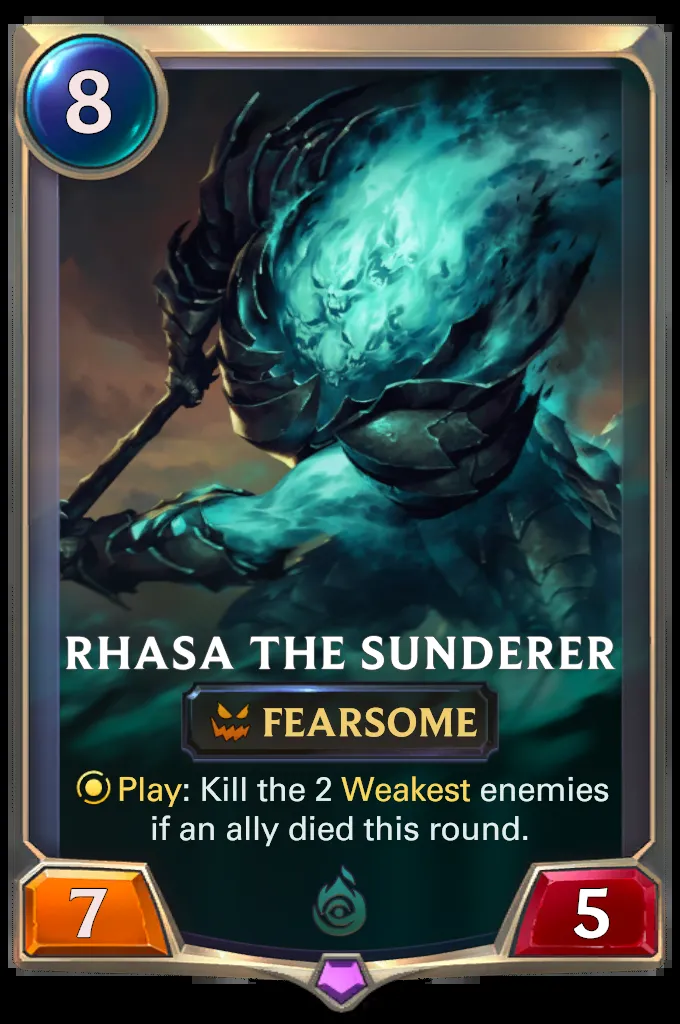 8
RHASA THE SUNDERER
FEARSOME
Play: Kill the 2 Weakest enemies
if an ally died this round.
7
5